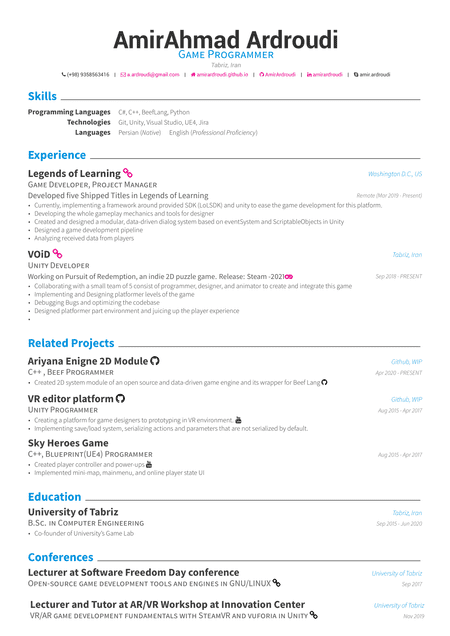 AmirAhmad Ardroudi
Game Programmer
Tabriz, Iran
(+98) 9358563416 | a.ardroudi@gmail.com | amirardroudi.github.io | AmirArdroudi | amirardroudi | amir.ardroudi
Skills
Programming Languages C#, C++, BeefLang, Python
Technologies Git, Unity, Visual Studio, UE4, Jira
Languages Persian (Native) English (Professional Proficiency)
Experience
Legends of Learning Washington D.C., US
Game Developer, Project Manager
Developed five Shipped Titles in Legends of Learning Remote (Mar 2019 - Present)
• Currently, implementing a framework around provided SDK (LoLSDK) and unity to ease the game development for this platform.
• Developing the whole gameplay mechanics and tools for designer
• Created and designed a modular, data-driven dialog system based on eventSystem and ScriptableObjects in Unity
• Designed a game development pipeline
• Analyzing received data from players
VOiD Tabriz, Iran
Unity Developer
Working on Pursuit of Redemption, an indie 2D puzzle game. Release: Steam -2021 Sep-2018 - PRESENT
• Collaborating with a small team of 5 consist of programmer, designer, and animator to create and integrate this game
• Implementing and Designing platformer levels of the game
• Debugging Bugs and optimizing the codebase
• Designed platformer part environment and juicing up the player experience
•
Related Projects
Ariyana Enigne 2D Module Github, WIP
C++ , Beef Programmer Apr 2020 - PRESENT
• Created 2D system module of an open source and data-driven game engine and its wrapper for Beef Lang
VR editor platform Github, WIP
Unity Programmer Aug 2015 - Apr 2017
• Creating a platform for game designers to prototyping in VR environment.
• Implementing save/load system, serializing actions and parameters that are not serializable by default.
Sky Heroes Game
C++, Blueprint(UE4) Programmer Aug 2015 - Apr 2017
• Created player controller and power-ups
• Implemented mini-map, mainmenu, and online player state UI
Education
University of Tabriz Tabriz, Iran
B.Sc. in Computer Engineering Sep 2015 - Jun 2020
• Co-founder of University's Game Lab
Conferences
Lecturer at Software Freedom Day conference University of Tabriz
Open-source game development tools and engines in GNU/LINUX Sep 2017
Lecturer and Tutor at AR/VR Workshop at Innovation Center University of Tabriz
VR/AR game development fundamentals with SteamVR and vuforia in Unity Nov 2019